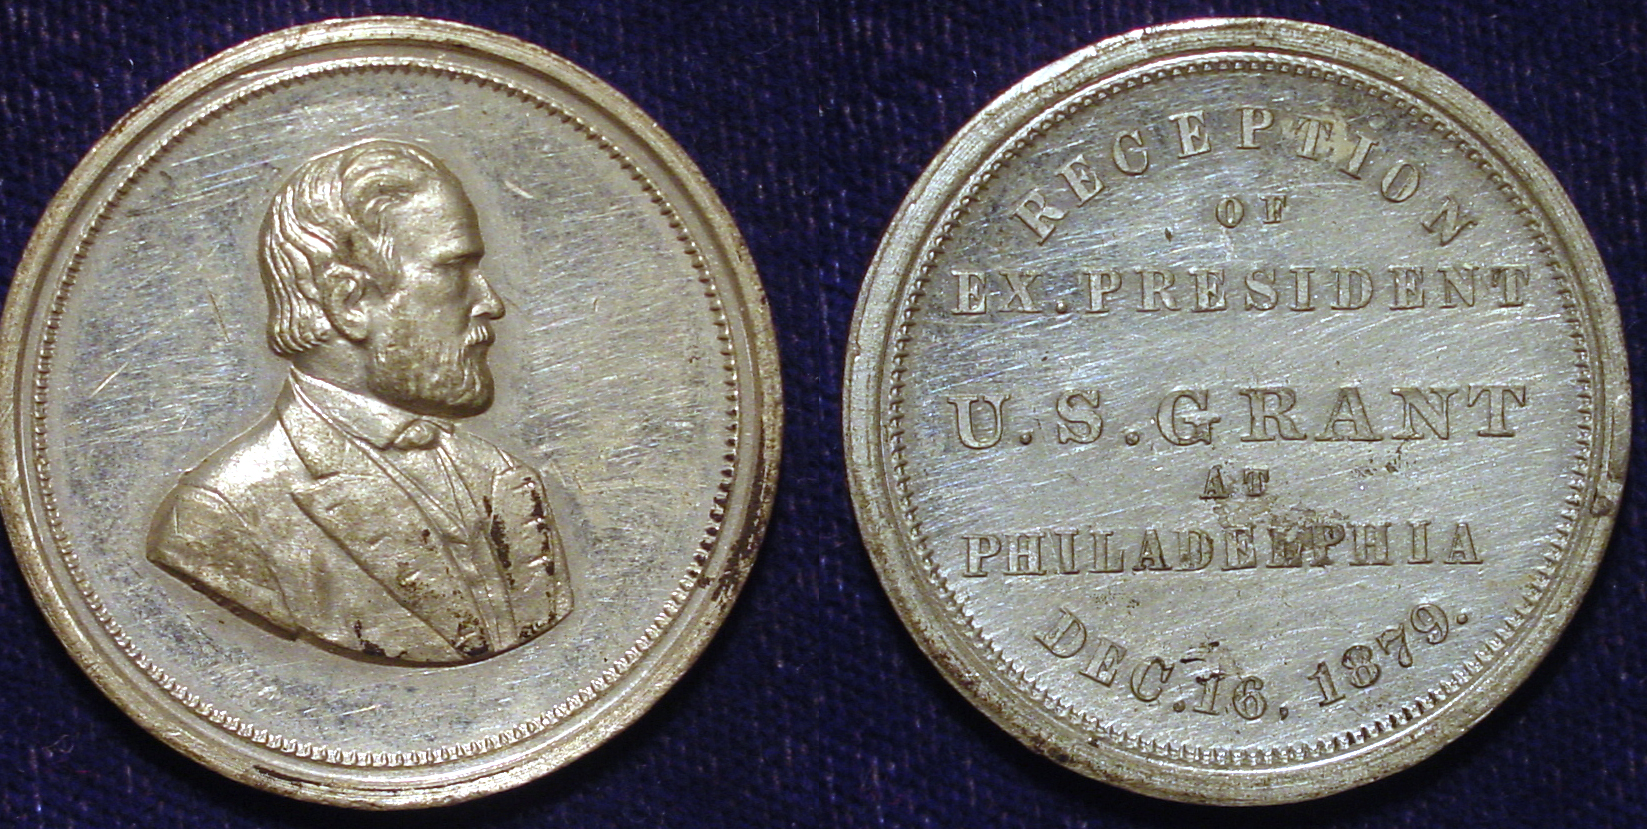 RECEPTION
OF
EX.PRESIDENT
U.S.GRANT
AT
PHILADELPHIA
DEC.16, 1879.